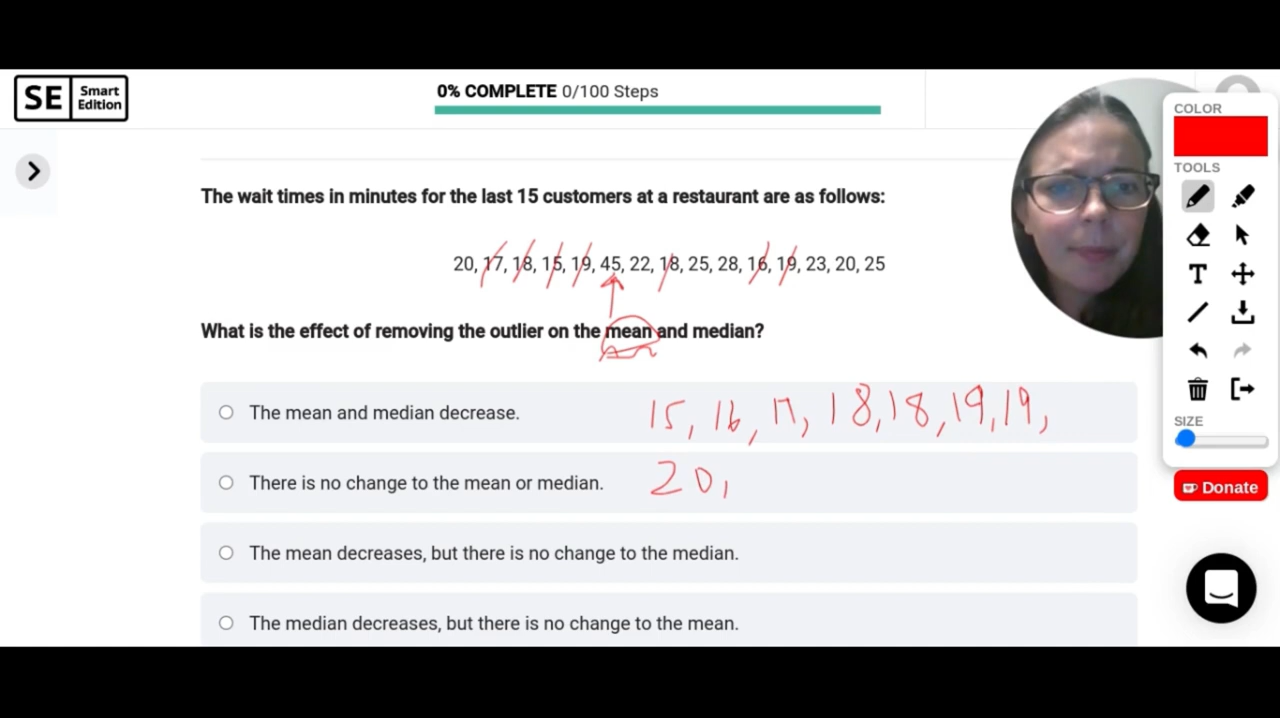 SE Smart Edition
0% COMPLETE 0/100 Steps
COLOR
TOOLS
The wait times in minutes for the last 15 customers at a restaurant are as follows:
20, 17, 18, 15, 19, 45, 22, 18, 25, 28, 16, 19, 23, 20, 25
T
What is the effect of removing the outlier on the mean and median?
The mean and median decrease.
15, 16, 17, 18, 18, 19, 19,
SIZE
There is no change to the mean or median.
20,
Donate
The mean decreases, but there is no change to the median.
The median decreases, but there is no change to the mean.